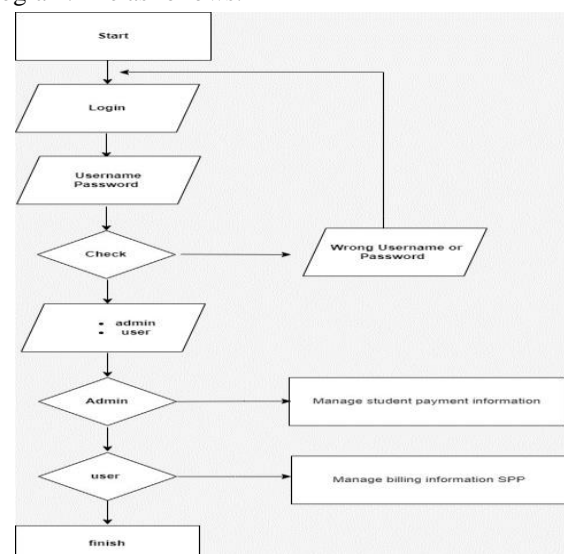 Start
Login
Username
Password
Check
Wrong Username or
Password
• admin
• user
Admin
Manage student payment information
user
Manage billing information SPP
finish